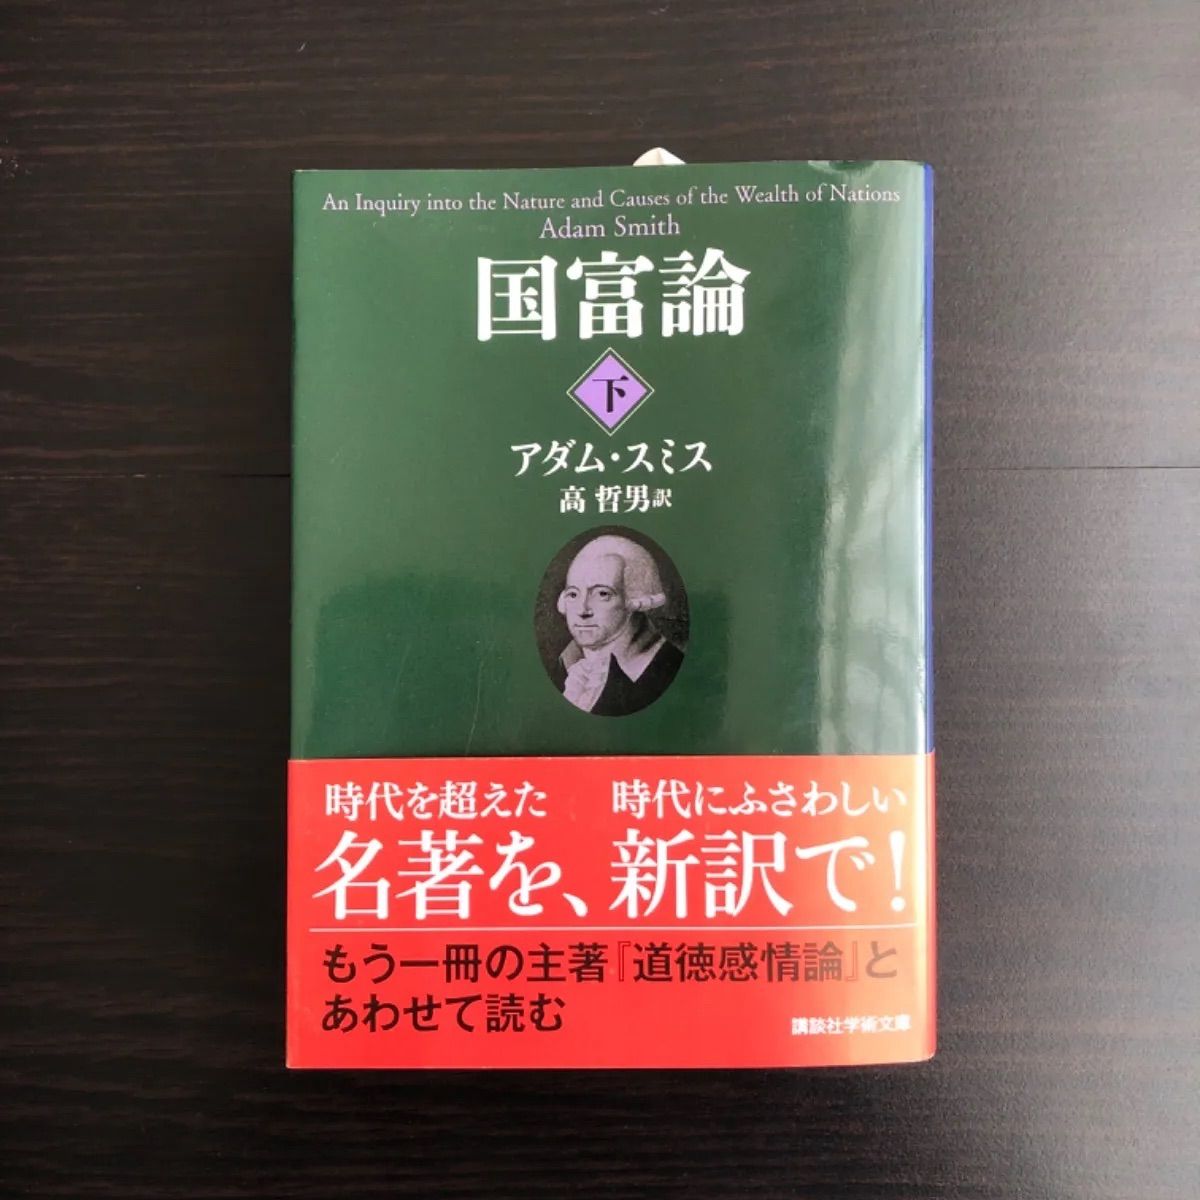 An Inquiry into the Nature and Causes of the Wealth of Nations
Adam Smith
国富論
下
アダム・スミス
高 哲男訳
時代を超えた 時代にふさわしい
名著を、新訳で!
もう一冊の主著『道徳感情論』と
あわせて読む
講談社学術文庫